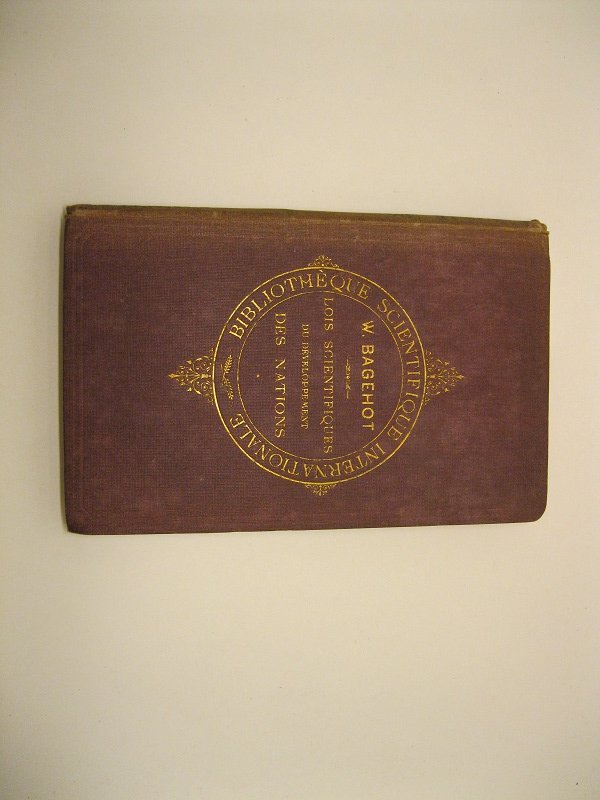 BIBLIOTHÈQUE SCIENTIFIQUE INTERNATIONALE
W. BAGEHOT
LOIS SCIENTIFIQUES
DU DÉVELOPPEMENT
DES NATIONS